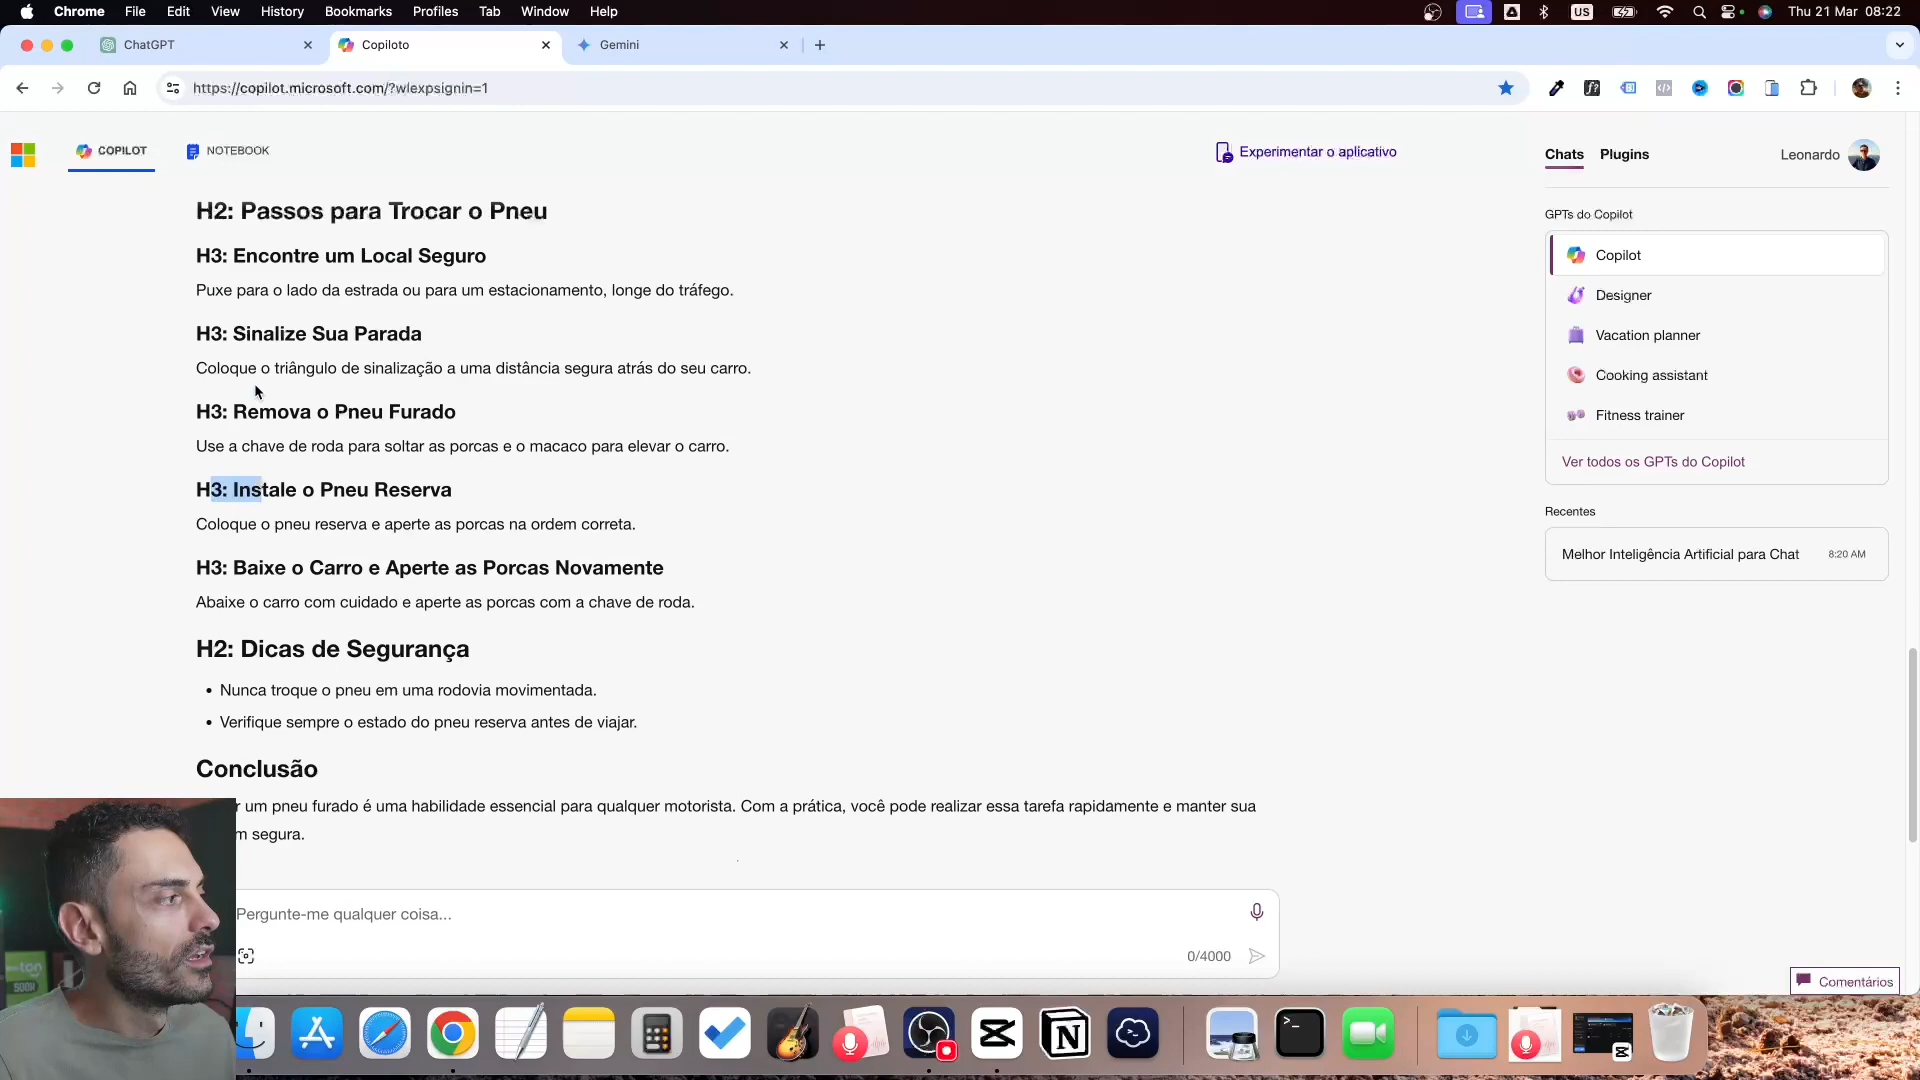 Chrome File Edit View History Bookmarks Profiles Tab Window Help US Thu 21 Mar 08:22
ChatGPT Copiloto Gemini
https://copilot.microsoft.com/?wlexpsignin=1
COPILOT NOTEBOOK Experimentar o aplicativo
Chats Plugins Leonardo
H2: Passos para Trocar o Pneu
H3: Encontre um Local Seguro
Puxe para o lado da estrada ou para um estacionamento, longe do tráfego.
H3: Sinalize Sua Parada
Coloque o triângulo de sinalização a uma distância segura atrás do seu carro.
H3: Remova o Pneu Furado
Use a chave de roda para soltar as porcas e o macaco para elevar o carro.
H3: Instale o Pneu Reserva
Coloque o pneu reserva e aperte as porcas na ordem correta.
H3: Baixe o Carro e Aperte as Porcas Novamente
Abaixe o carro com cuidado e aperte as porcas com a chave de roda.
H2: Dicas de Segurança
• Nunca troque o pneu em uma rodovia movimentada.
• Verifique sempre o estado do pneu reserva antes de viajar.
Conclusão
um pneu furado é uma habilidade essencial para qualquer motorista. Com a prática, você pode realizar essa tarefa rapidamente e manter sua
segura.
Pergunte-me qualquer coisa...
0/4000
GPTs do Copilot
Copilot
Designer
Vacation planner
Cooking assistant
Fitness trainer
Ver todos os GPTs do Copilot
Recentes
Melhor Inteligência Artificial para Chat 8:20 AM
Comentários